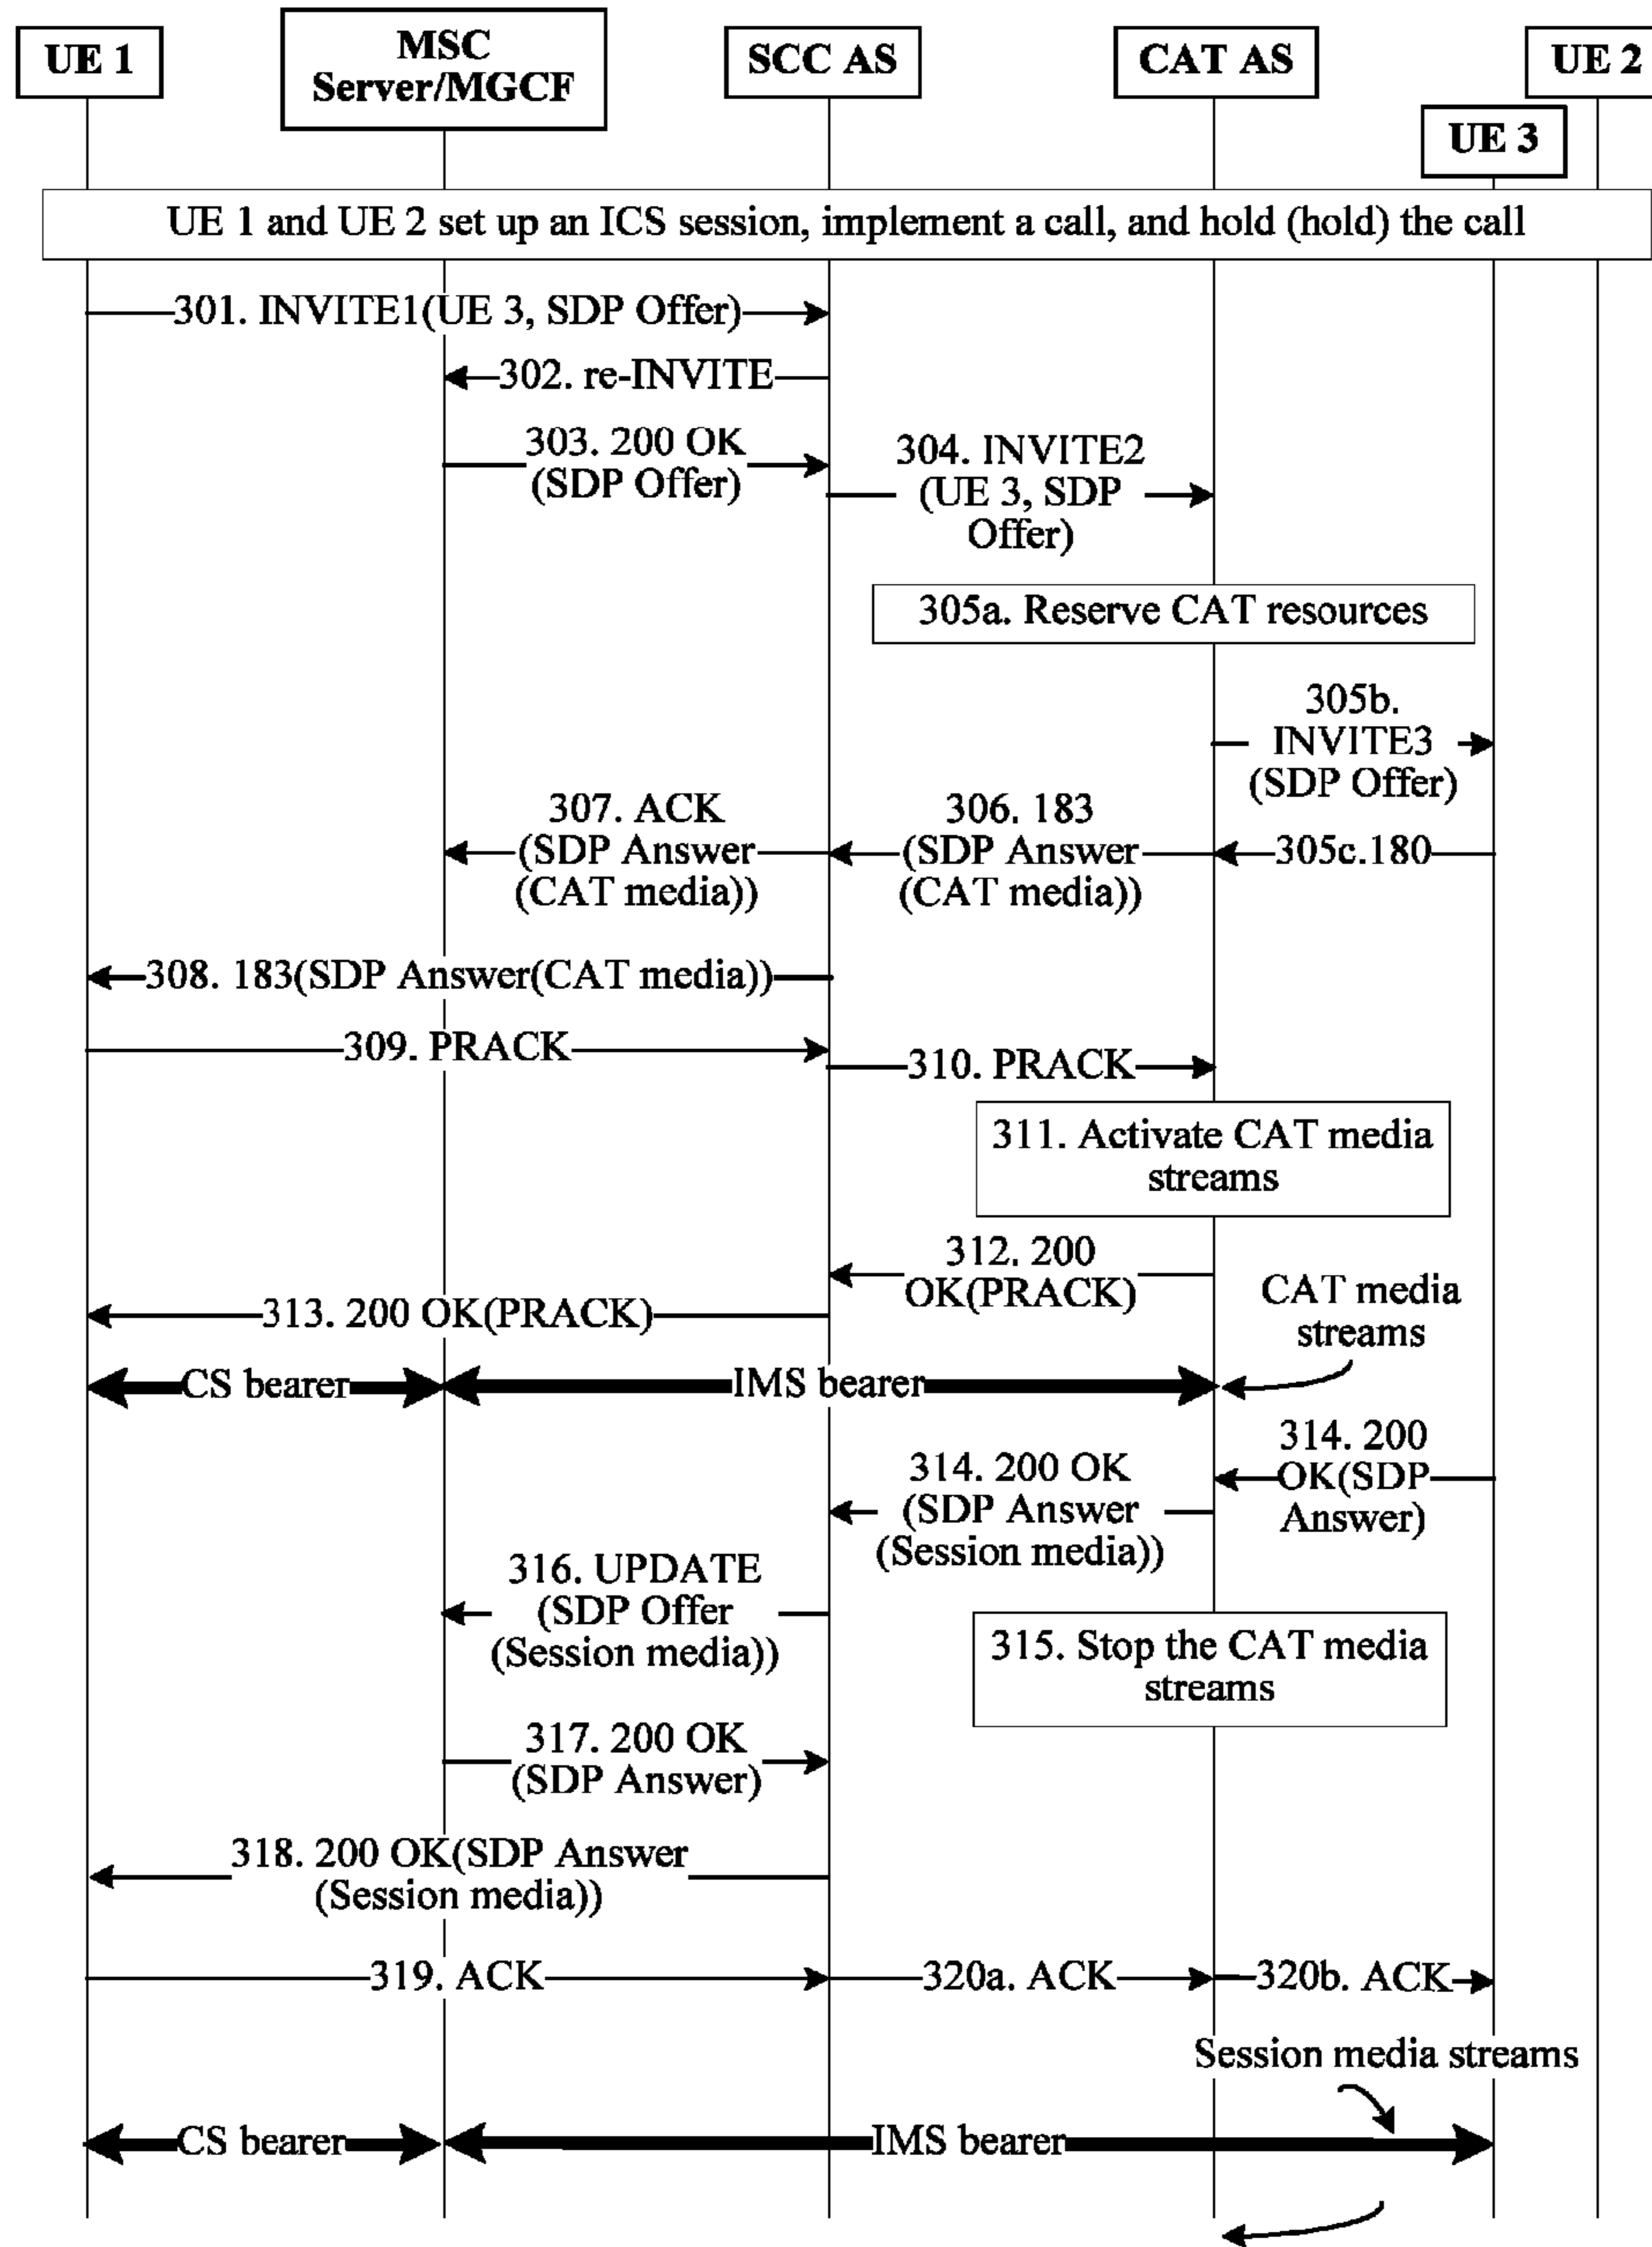 UE 1
MSC
Server/MGCF
SCC AS
CAT AS
UE 2
UE 3
UE 1 and UE 2 set up an ICS session, implement a call, and hold (hold) the call
301. INVITE1(UE 3, SDP Offer)
302. re-INVITE
303. 200 OK
(SDP Offer)
304. INVITE2
(UE 3, SDP
Offer)
305a. Reserve CAT resources
305b.
INVITE3
(SDP Offer)
307. ACK
(SDP Answer
(CAT media))
306. 183
(SDP Answer
(CAT media))
305c.180
308. 183(SDP Answer(CAT media))
309. PRACK
310. PRACK
311. Activate CAT media
streams
312. 200
OK(PRACK)
313. 200 OK(PRACK)
CAT media
streams
CS bearer
IMS bearer
314. 200
OK(SDP
Answer)
314. 200 OK
(SDP Answer
(Session media))
316. UPDATE
(SDP Offer
(Session media))
315. Stop the CAT media
streams
317. 200 OK
(SDP Answer)
318. 200 OK(SDP Answer
(Session media))
319. ACK
320a. ACK
320b. ACK
Session media streams
CS bearer
IMS bearer